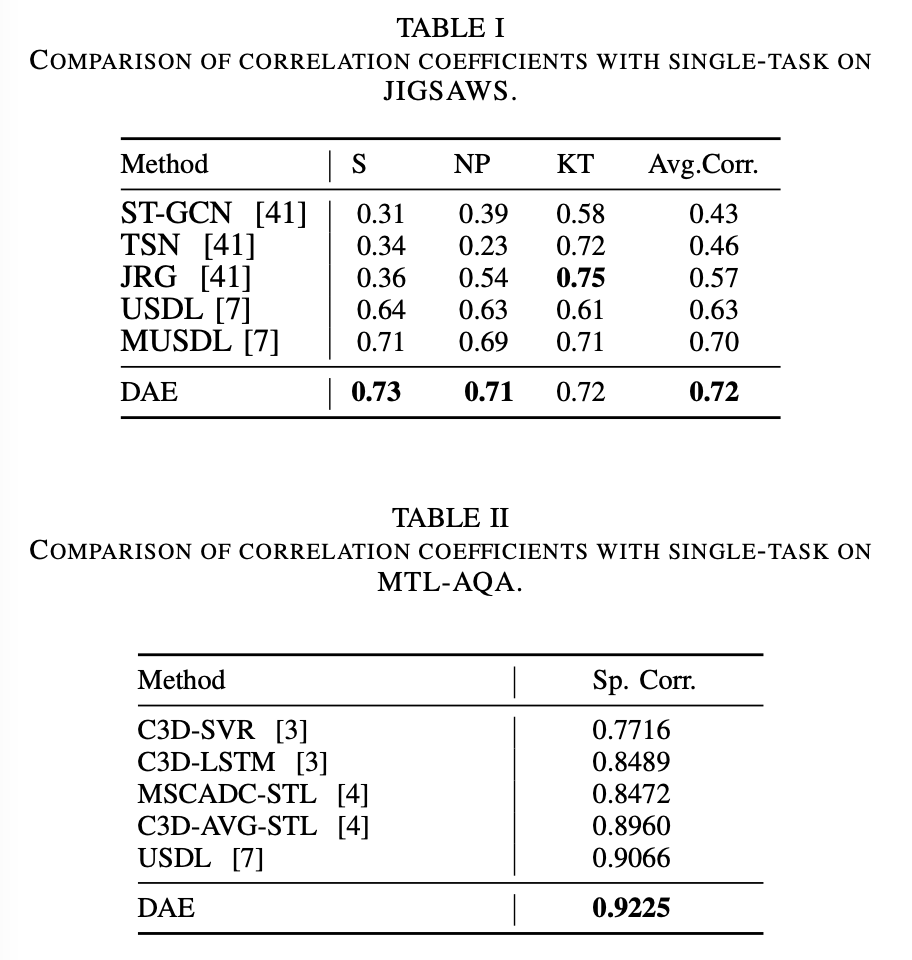 TABLE I
COMPARISON OF CORRELATION COEFFICIENTS WITH SINGLE-TASK ON
JIGSAWS.
Method | S NP KT Avg.Corr.
ST-GCN [41] | 0.31 0.39 0.58 0.43
TSN [41] | 0.34 0.23 0.72 0.46
JRG [41] | 0.36 0.54 0.75 0.57
USDL [7] | 0.64 0.63 0.61 0.63
MUSDL [7] | 0.71 0.69 0.71 0.70
DAE | 0.73 0.71 0.72 0.72
TABLE II
COMPARISON OF CORRELATION COEFFICIENTS WITH SINGLE-TASK ON
MTL-AQA.
Method | Sp. Corr.
C3D-SVR [3] | 0.7716
C3D-LSTM [3] | 0.8489
MSCADC-STL [4] | 0.8472
C3D-AVG-STL [4] | 0.8960
USDL [7] | 0.9066
DAE | 0.9225